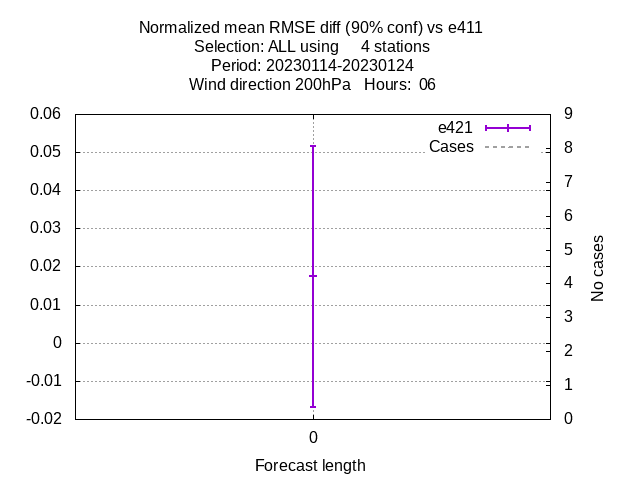 Normalized mean RMSE diff (90% conf) vs e411
Selection: ALL using     4 stations
Period: 20230114-20230124
Wind direction 200hPa   Hours:  06
0.06
0.05
0.04
0.03
0.02
0.01
0
-0.01
-0.02
e421
Cases
9
8
7
6
5
4
3
2
1
0
No cases
0
Forecast length